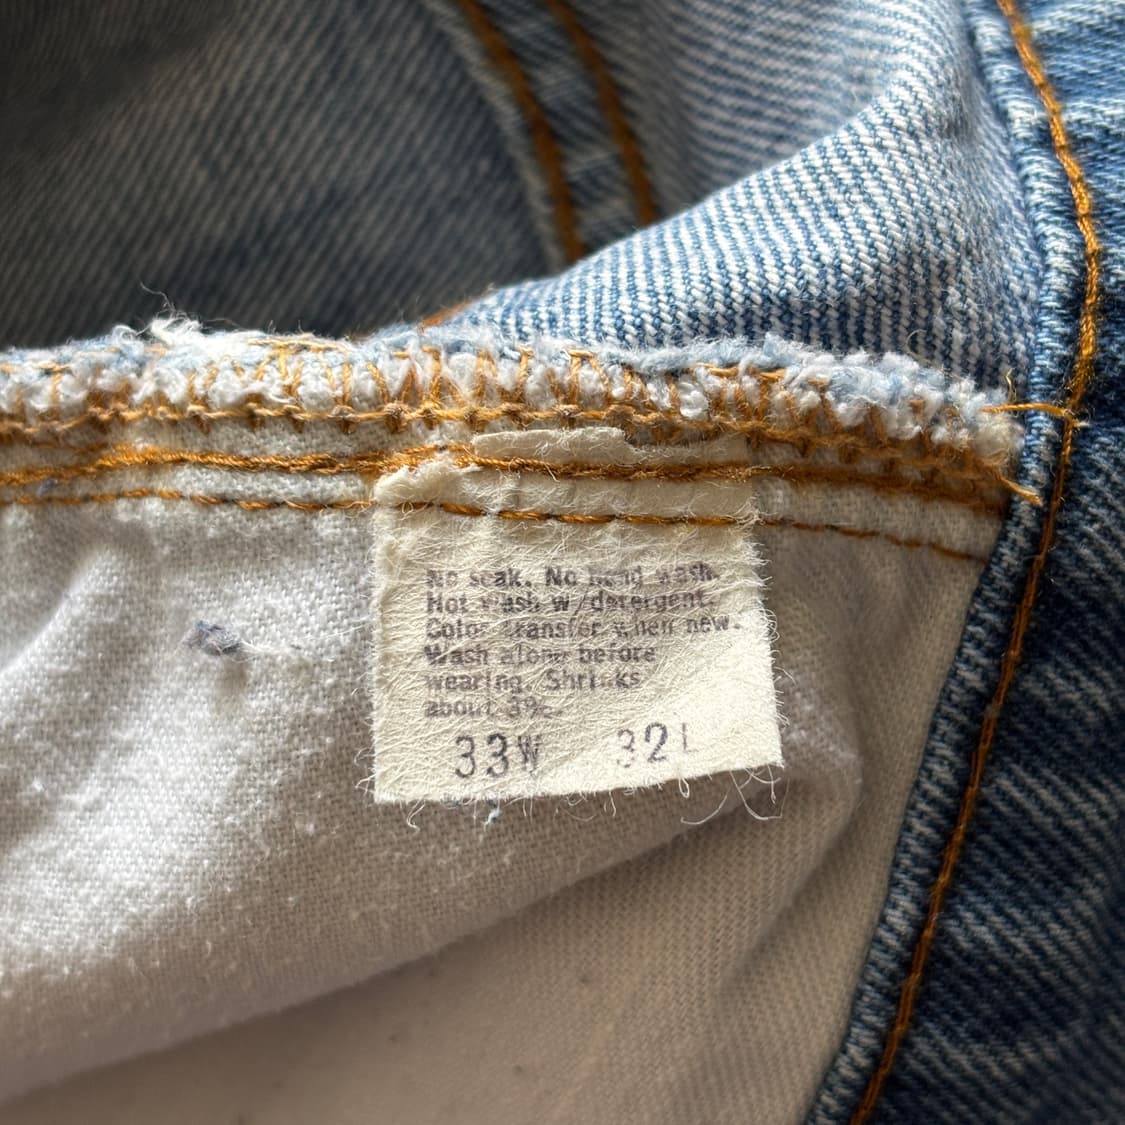 No soak. No hand wash.
Hot wash w/detergent.
Color transfer when new.
Wash alone before
wearing. Shrinks
about 3%.
33W 32L